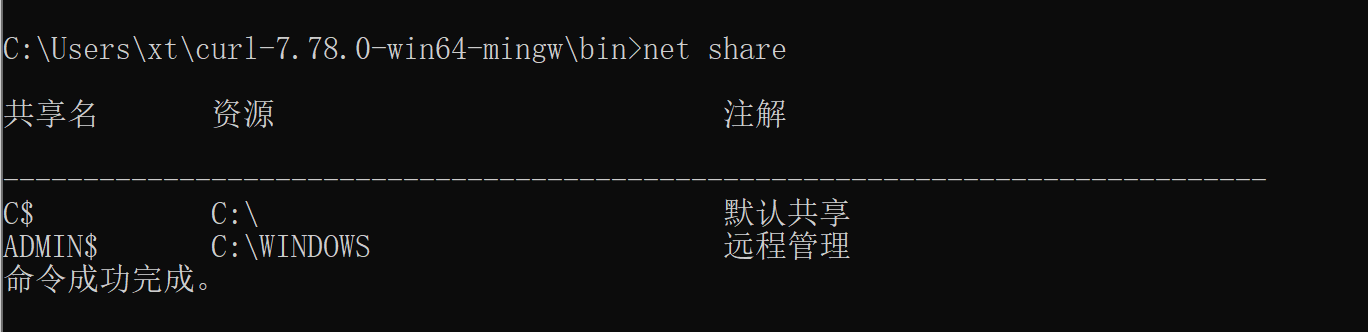 C:\Users\xt\curl-7.78.0-win64-mingw\bin>net share
共享名 资源 注解
-------------------------------------------------------------------------------
C$ C:\ 默认共享
ADMIN$ C:\WINDOWS 远程管理
命令成功完成。